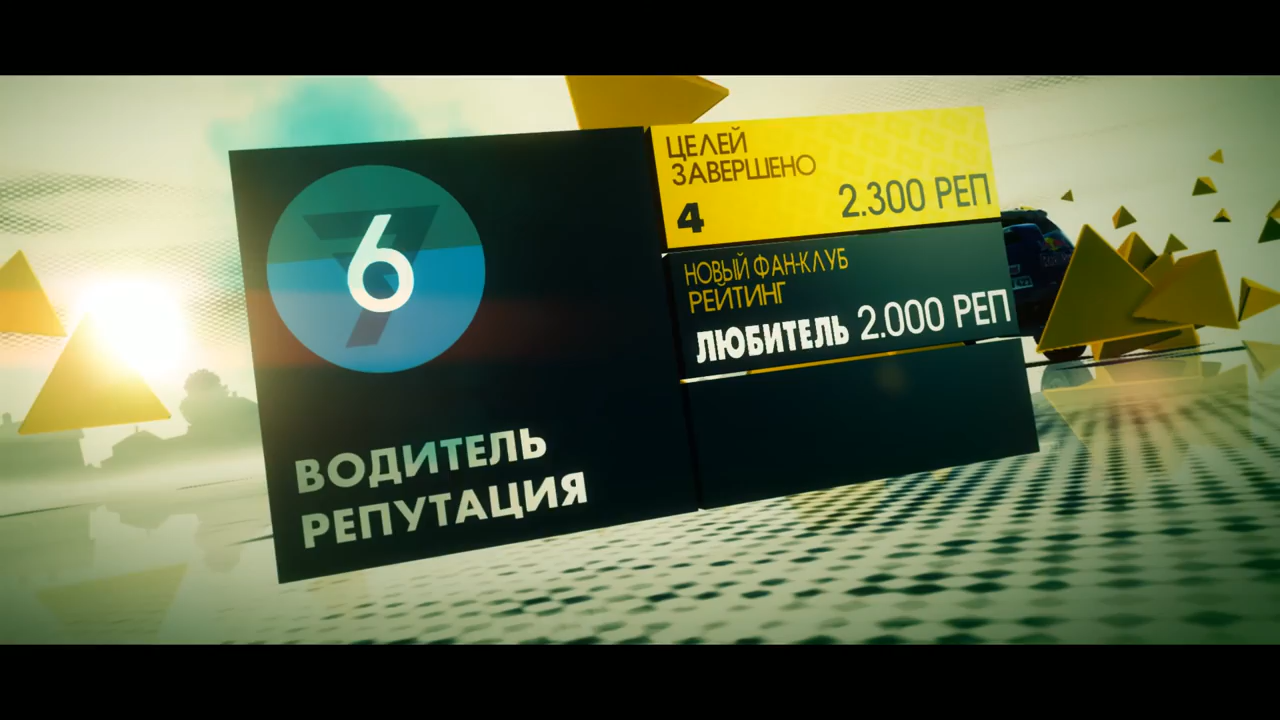 6
ВОДИТЕЛЬ
РЕПУТАЦИЯ
ЦЕЛЕЙ
ЗАВЕРШЕНО
4 2.300 РЕП
НОВЫЙ ФАН-КЛУБ
РЕЙТИНГ
ЛЮБИТЕЛЬ 2.000 РЕП